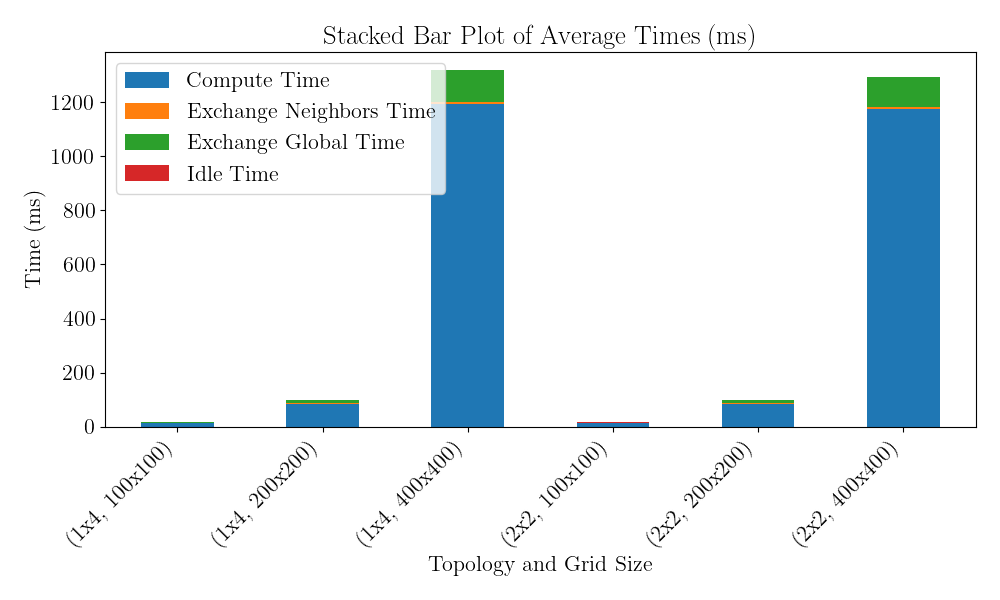 Stacked Bar Plot of Average Times (ms)
Compute Time
Exchange Neighbors Time
Exchange Global Time
Idle Time
Time (ms)
1200
1000
800
600
400
200
0
(1x4, 100x100)
(1x4, 200x200)
(1x4, 400x400)
(2x2, 100x100)
(2x2, 200x200)
(2x2, 400x400)
Topology and Grid Size